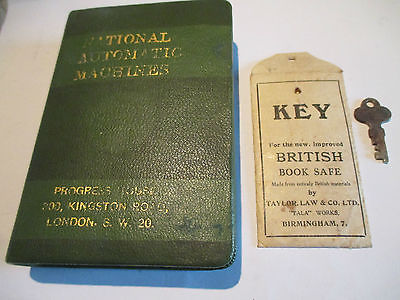 NATIONAL
AUTOMATIC
MACHINES
PROGRESS HOUSE,
200, KINGSTON ROAD,
LONDON. S. W. 20.
KEY
For the new, improved
BRITISH
BOOK SAFE
Made from entirely British materials
by
TAYLOR, LAW & CO. LTD.
"TALA" WORKS,
BIRMINGHAM, 7.